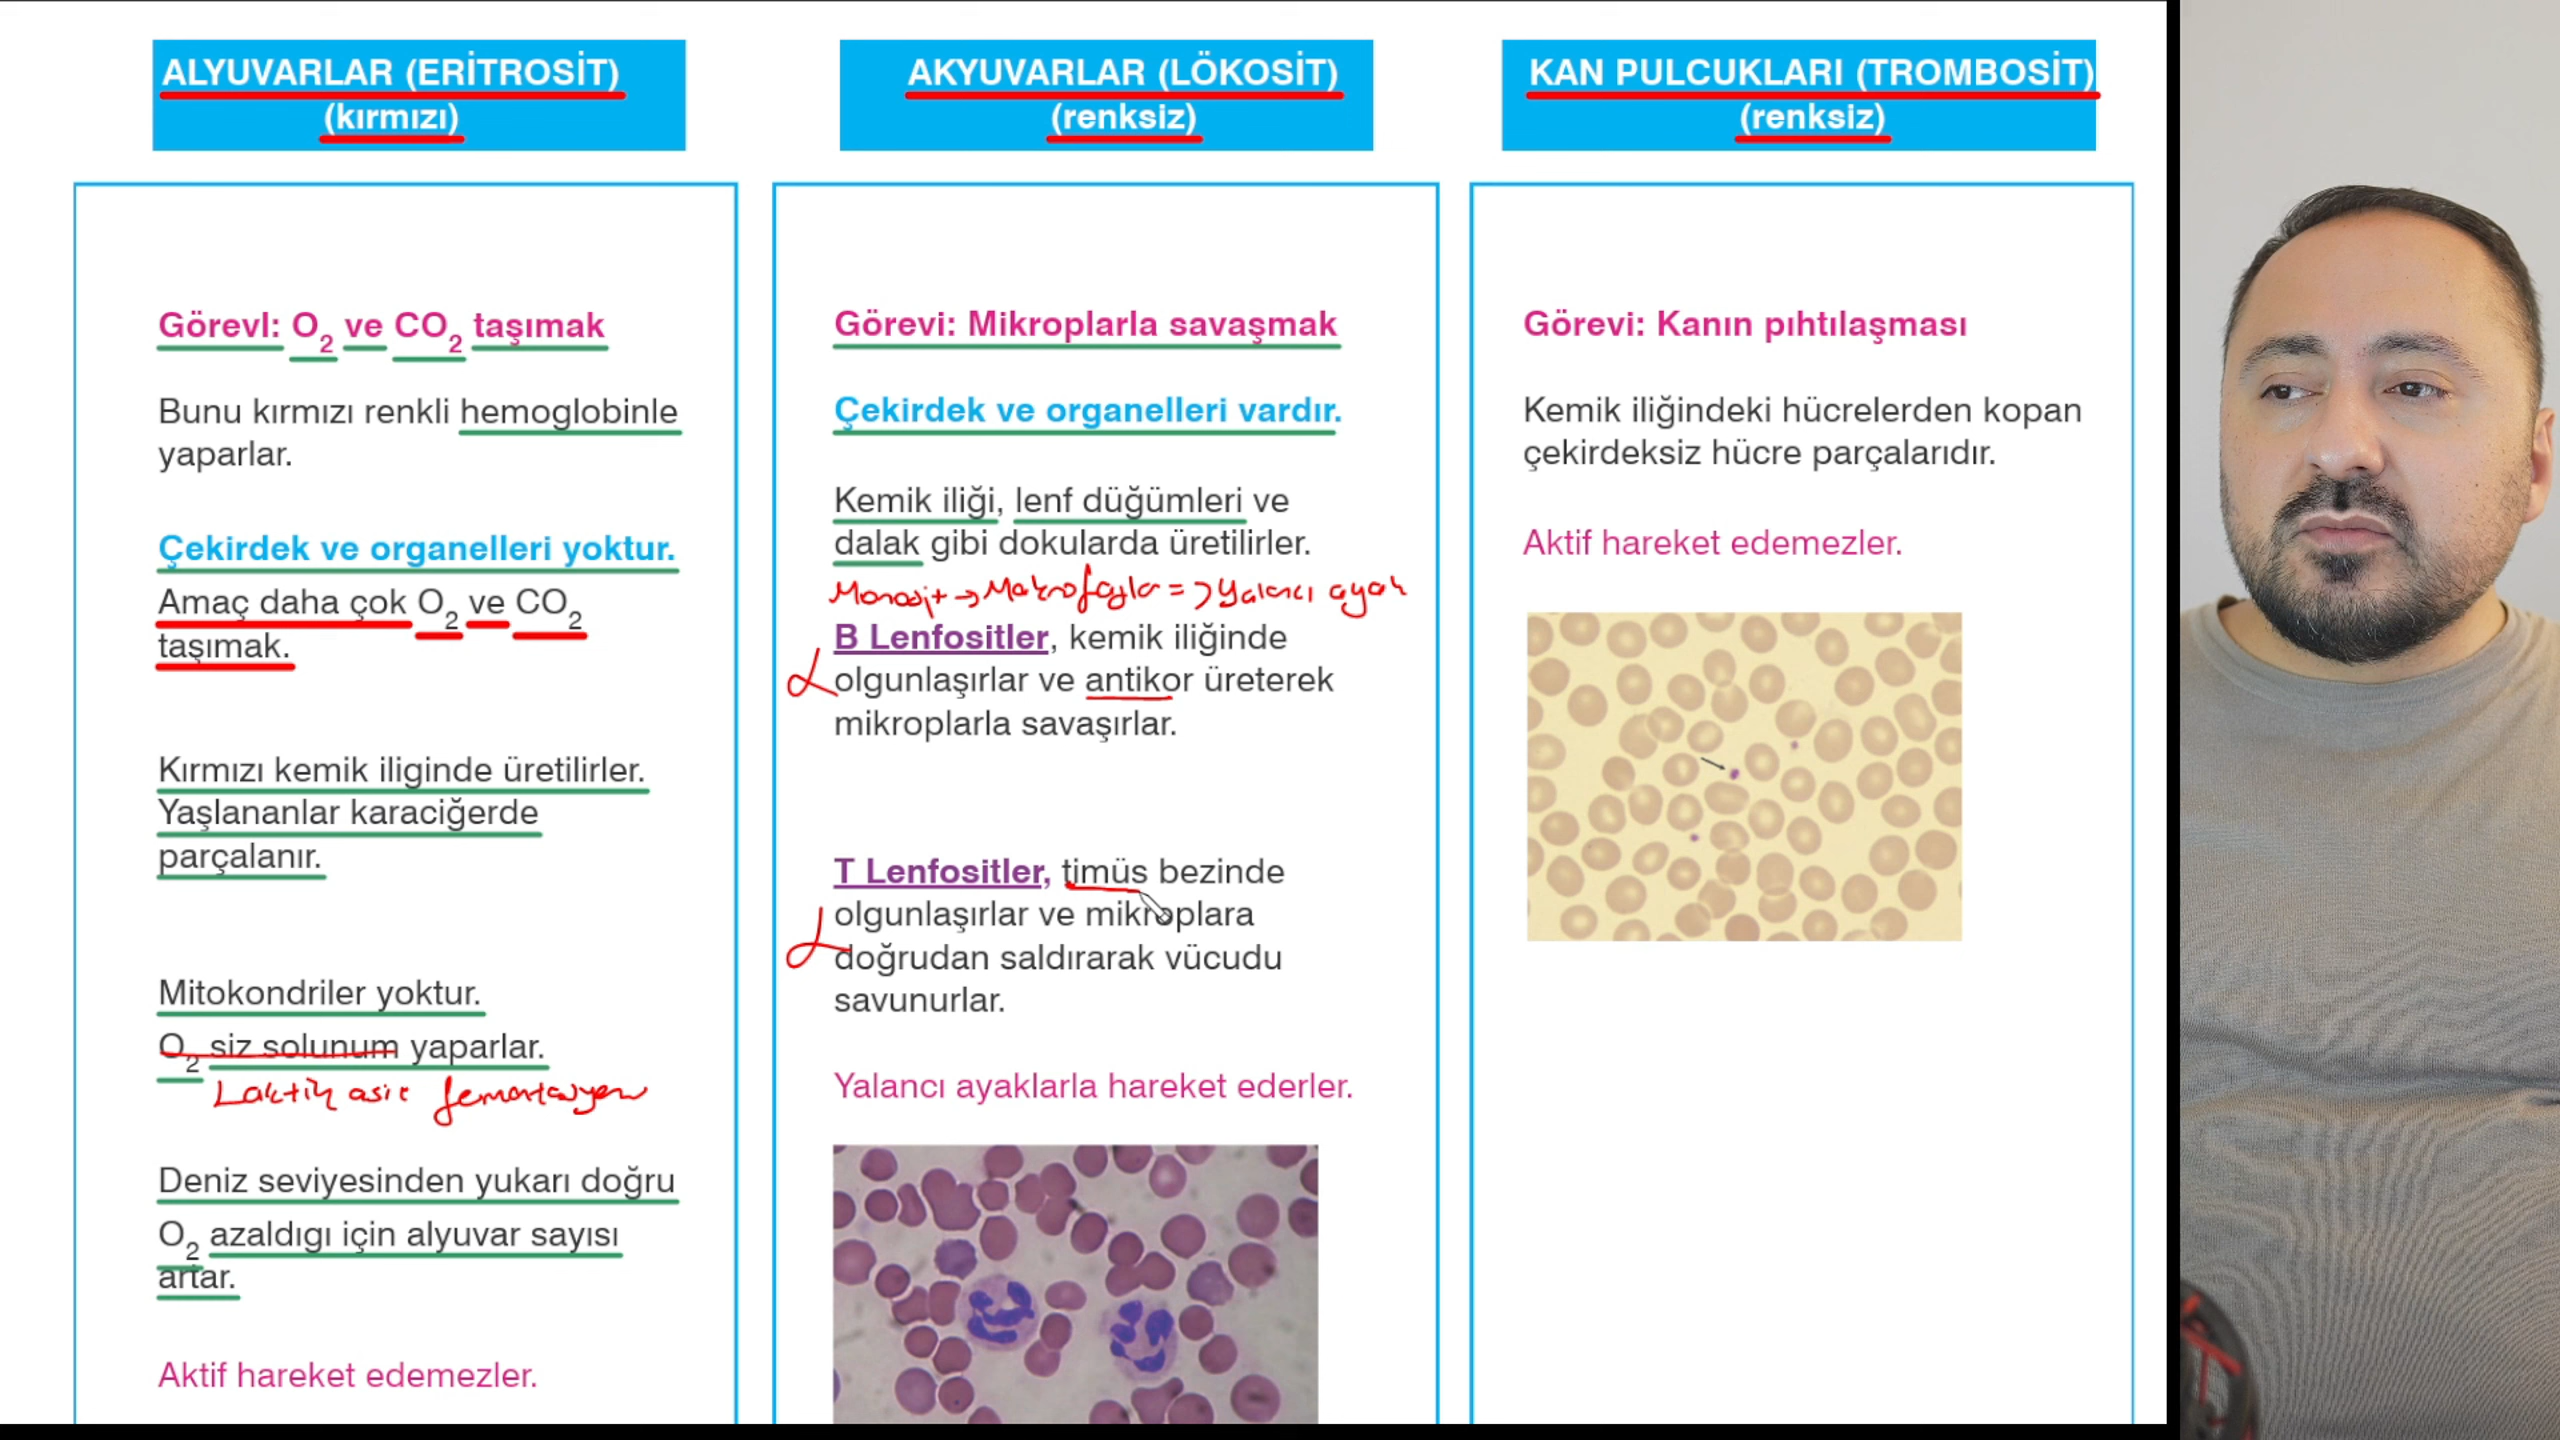 ALYUVARLAR (ERİTROSİT)
(kırmızı)
Görevl: O2 ve CO2 taşımak
Bunu kırmızı renkli hemoglobinle
yaparlar.
Çekirdek ve organelleri yoktur.
Amaç daha çok O2 ve CO2
taşımak.
Kırmızı kemik iliginde üretilirler.
Yaşlananlar karaciğerde
parçalanır.
Mitokondriler yoktur.
O2 siz solunum yaparlar.
Laktik asit fermantasyon
Deniz seviyesinden yukarı doğru
O2 azaldıgı için alyuvar sayısı
artar.
Aktif hareket edemezler.
AKYUVARLAR (LÖKOSİT)
(renksiz)
Görevi: Mikroplarla savaşmak
Çekirdek ve organelleri vardır.
Kemik iliği, lenf düğümleri ve
dalak gibi dokularda üretilirler.
Monosit → Makrofajlar => Yalancı ayak
B Lenfositler, kemik iliğinde
olgunlaşırlar ve antikor üreterek
mikroplarla savaşırlar.
T Lenfositler, timüs bezinde
olgunlaşırlar ve mikroplara
doğrudan saldırarak vücudu
savunurlar.
Yalancı ayaklarla hareket ederler.
KAN PULCUKLARI (TROMBOSİT)
(renksiz)
Görevi: Kanın pıhtılaşması
Kemik iliğindeki hücrelerden kopan
çekirdeksiz hücre parçalarıdır.
Aktif hareket edemezler.